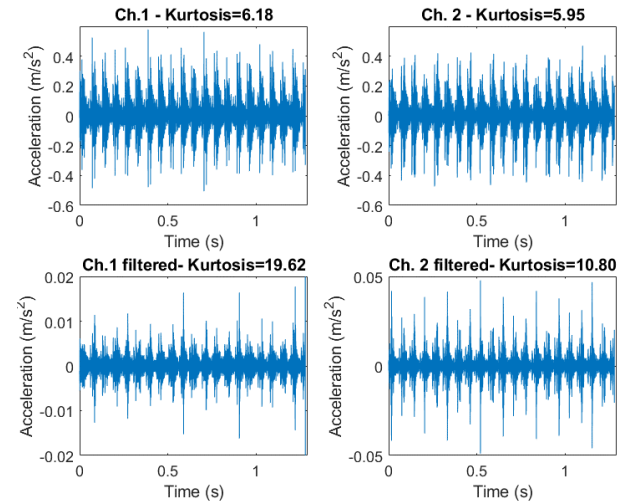 Ch.1 - Kurtosis=6.18
Acceleration (m/s²)
0.4
0.2
0
-0.2
-0.4
-0.6
0
0.5
1
Time (s)
Ch. 2 - Kurtosis=5.95
Acceleration (m/s²)
0.4
0.2
0
-0.2
-0.4
-0.6
0
0.5
1
Time (s)
Ch.1 filtered- Kurtosis=19.62
Acceleration (m/s²)
0.02
0.01
0
-0.01
-0.02
0
0.5
1
Time (s)
Ch. 2 filtered- Kurtosis=10.80
Acceleration (m/s²)
0.05
0
-0.05
0
0.5
1
Time (s)